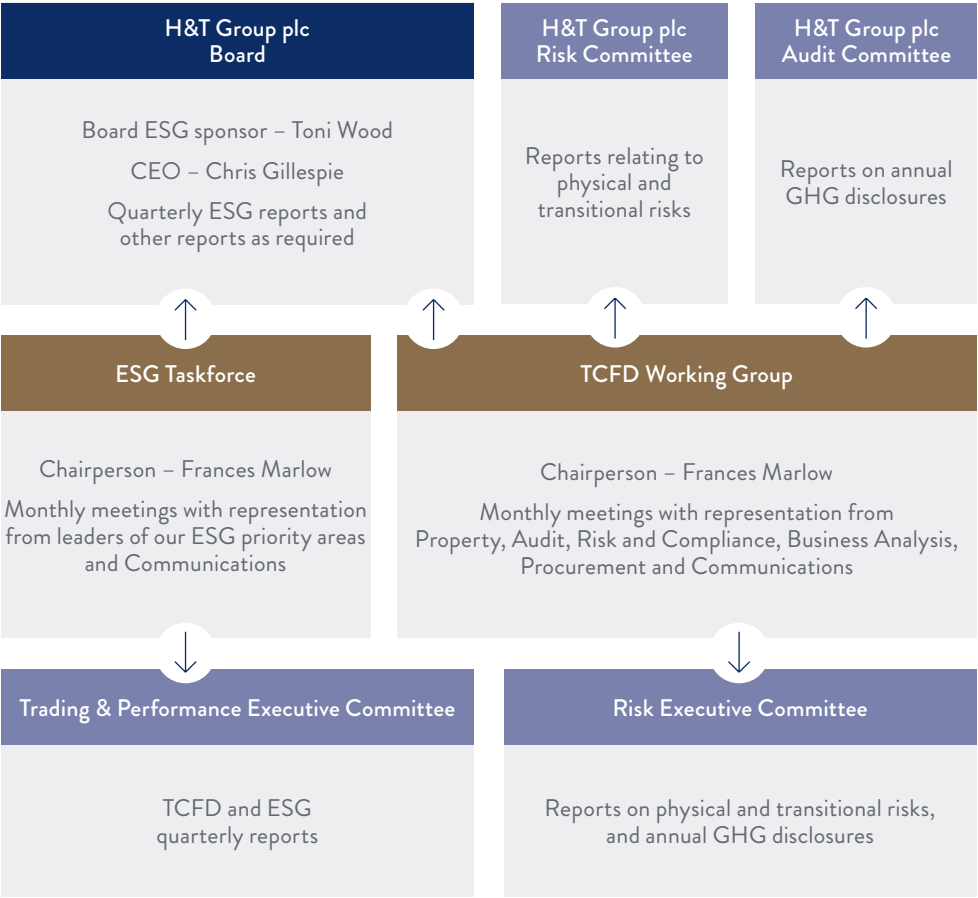 H&T Group plc
Board
Board ESG sponsor – Toni Wood
CEO – Chris Gillespie
Quarterly ESG reports and
other reports as required
H&T Group plc
Risk Committee
Reports relating to
physical and
transitional risks
H&T Group plc
Audit Committee
Reports on annual
GHG disclosures
ESG Taskforce
Chairperson – Frances Marlow
Monthly meetings with representation
from leaders of our ESG priority areas
and Communications
TCFD Working Group
Chairperson – Frances Marlow
Monthly meetings with representation from
Property, Audit, Risk and Compliance, Business Analysis,
Procurement and Communications
Trading & Performance Executive Committee
TCFD and ESG
quarterly reports
Risk Executive Committee
Reports on physical and transitional risks,
and annual GHG disclosures